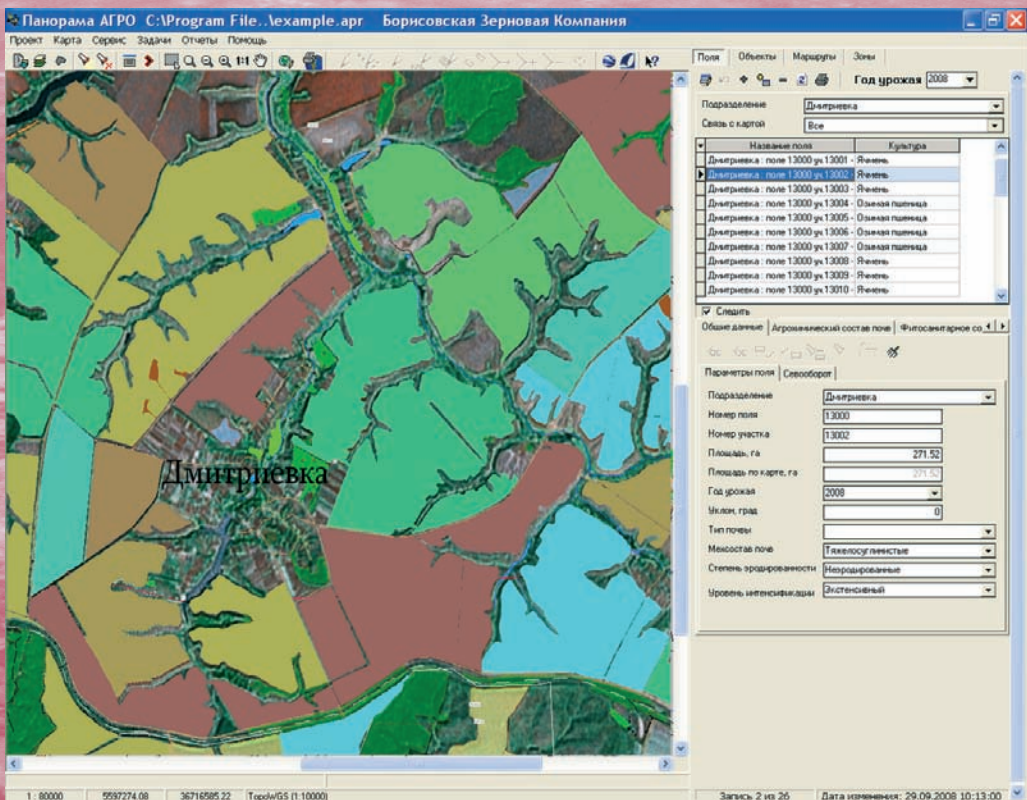 Панорама АГРО C:\Program File..\example.apr Борисовская Зерновая Компания
Проект Карта Сервис Задачи Отчеты Помощь
Поля Объекты Маршруты Зоны
Год урожая 2008
Подразделение Дмитриевка
Связь с картой Все
Название поля Культура
Дмитриевка : поле 13000 уч.13001 - Ячмень
Дмитриевка : поле 13000 уч.13002 - Ячмень
Дмитриевка : поле 13000 уч.13003 - Ячмень
Дмитриевка : поле 13000 уч.13004 - Озимая пшеница
Дмитриевка : поле 13000 уч.13005 - Озимая пшеница
Дмитриевка : поле 13000 уч.13006 - Озимая пшеница
Дмитриевка : поле 13000 уч.13007 - Озимая пшеница
Дмитриевка : поле 13000 уч.13008 - Ячмень
Дмитриевка : поле 13000 уч.13009 - Ячмень
Дмитриевка : поле 13000 уч.13010 - Ячмень
Следить
Общие данные Агрохимический состав почв Фитосанитарное со
Параметры поля Севооборот
Подразделение Дмитриевка
Номер поля 13000
Номер участка 13002
Площадь, га 271.52
Площадь по карте, га 271.52
Год урожая 2008
Уклон, град 0
Тип почвы
Мехсостав почв Тяжелосуглинистые
Степень эродированности Неэродированные
Уровень интенсификации Экстенсивный
Дмитриевка
1 : 80000 5597274.08 36716585.22 TopoWGS (1:10000)
Запись 2 из 26 Дата изменения: 29.09.2008 10:13:00